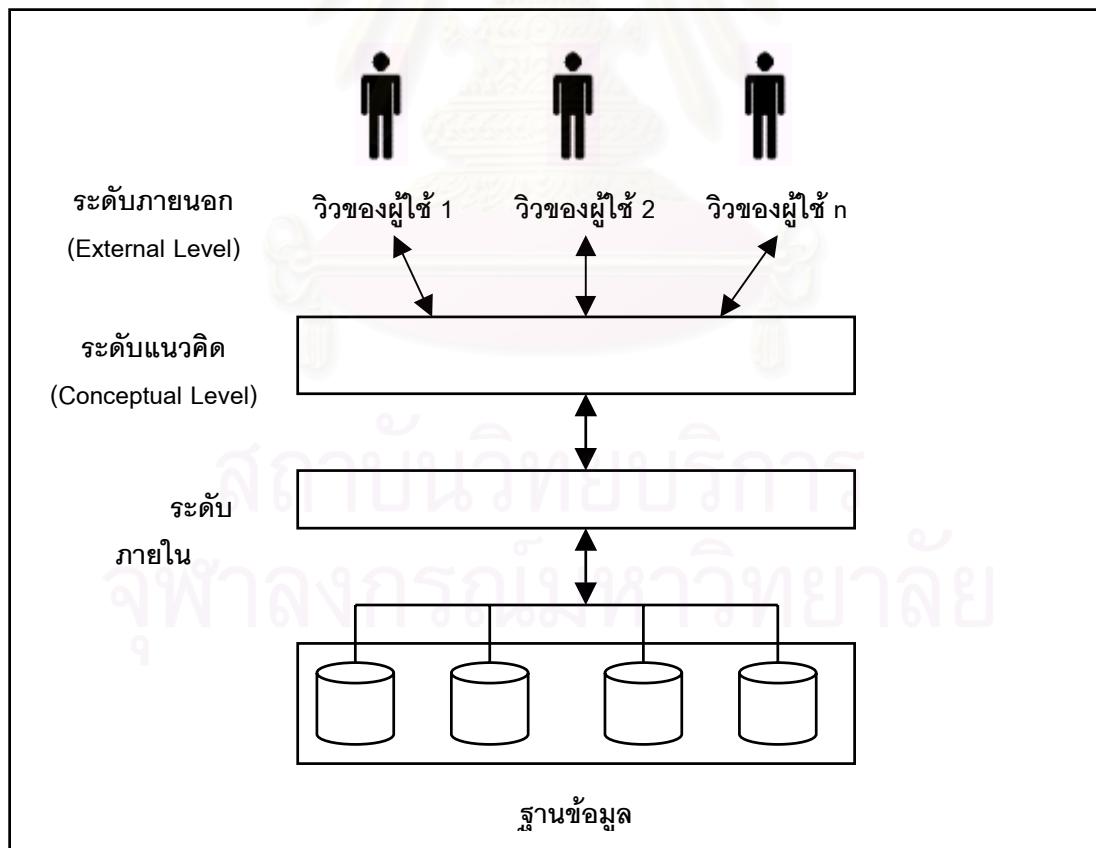 ระดับภายนอก
(External Level)
วิวของผู้ใช้ 1
วิวของผู้ใช้ 2
วิวของผู้ใช้ n
ระดับแนวคิด
(Conceptual Level)
ระดับ
ภายใน
สถาบันวิทยบริการ
จุฬาลงกรณ์มหาวิทยาลัย
ฐานข้อมูล